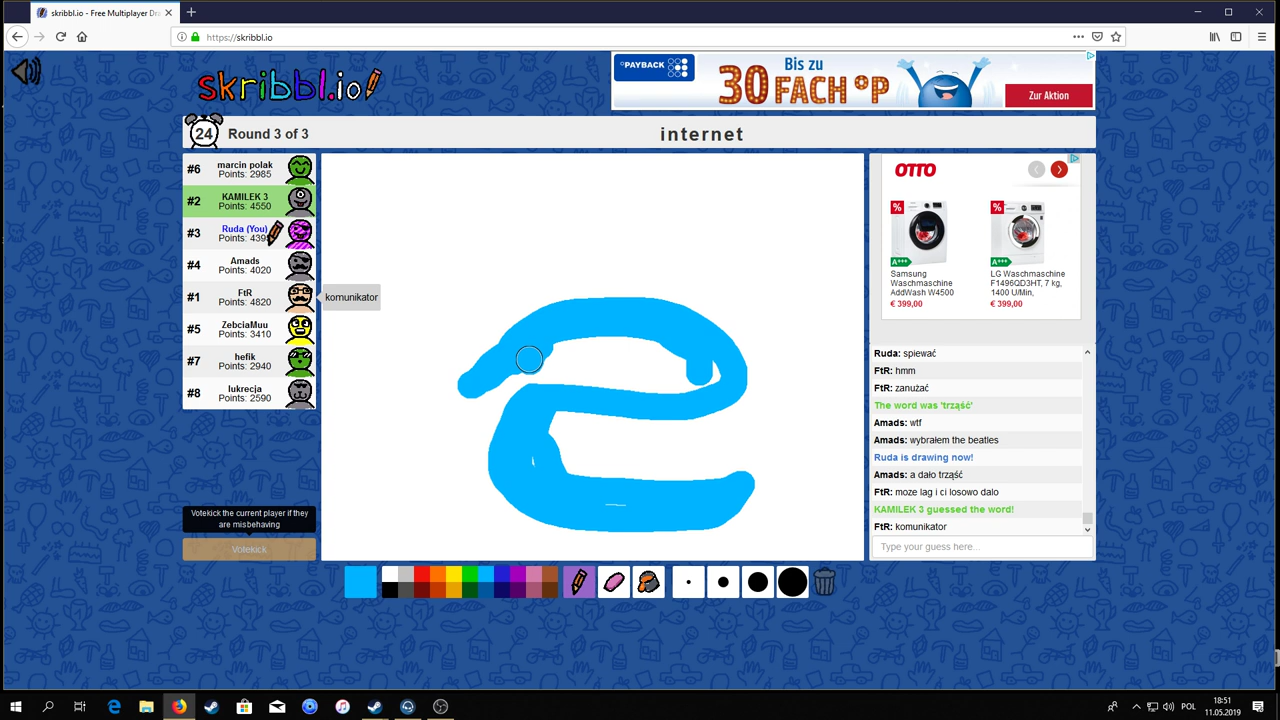 skribbl.io - Free Multiplayer Dra
https://skribbl.io
skribbl.io!
°PAYBACK
Bis zu
30 FACH °P
Zur Aktion
24
Round 3 of 3
internet
#6
marcin polak
Points: 2985
#2
KAMILEK 3
Points: 4550
#3
Ruda (You)
Points: 439
#4
Amads
Points: 4020
#1
FtR
Points: 4820
komunikator
#5
ZebciaMuu
Points: 3410
#7
hefik
Points: 2940
#8
lukrecja
Points: 2590
Votekick the current player if they
are misbehaving
Votekick
OTTO
%
A+++
Samsung
Waschmaschine
AddWash W4500
€ 399,00
%
A+++
LG Waschmaschine
F1496QD3HT, 7 kg,
1400 U/Min,
€ 399,00
Ruda: spiewać
FtR: hmm
FtR: zanużać
The word was 'trząść'
Amads: wtf
Amads: wybrałem the beatles
Ruda is drawing now!
Amads: a dało trząść
FtR: moze lag i ci losowo dalo
KAMILEK 3 guessed the word!
FtR: komunikator
Type your guess here...
POL
18:51
11.05.2019